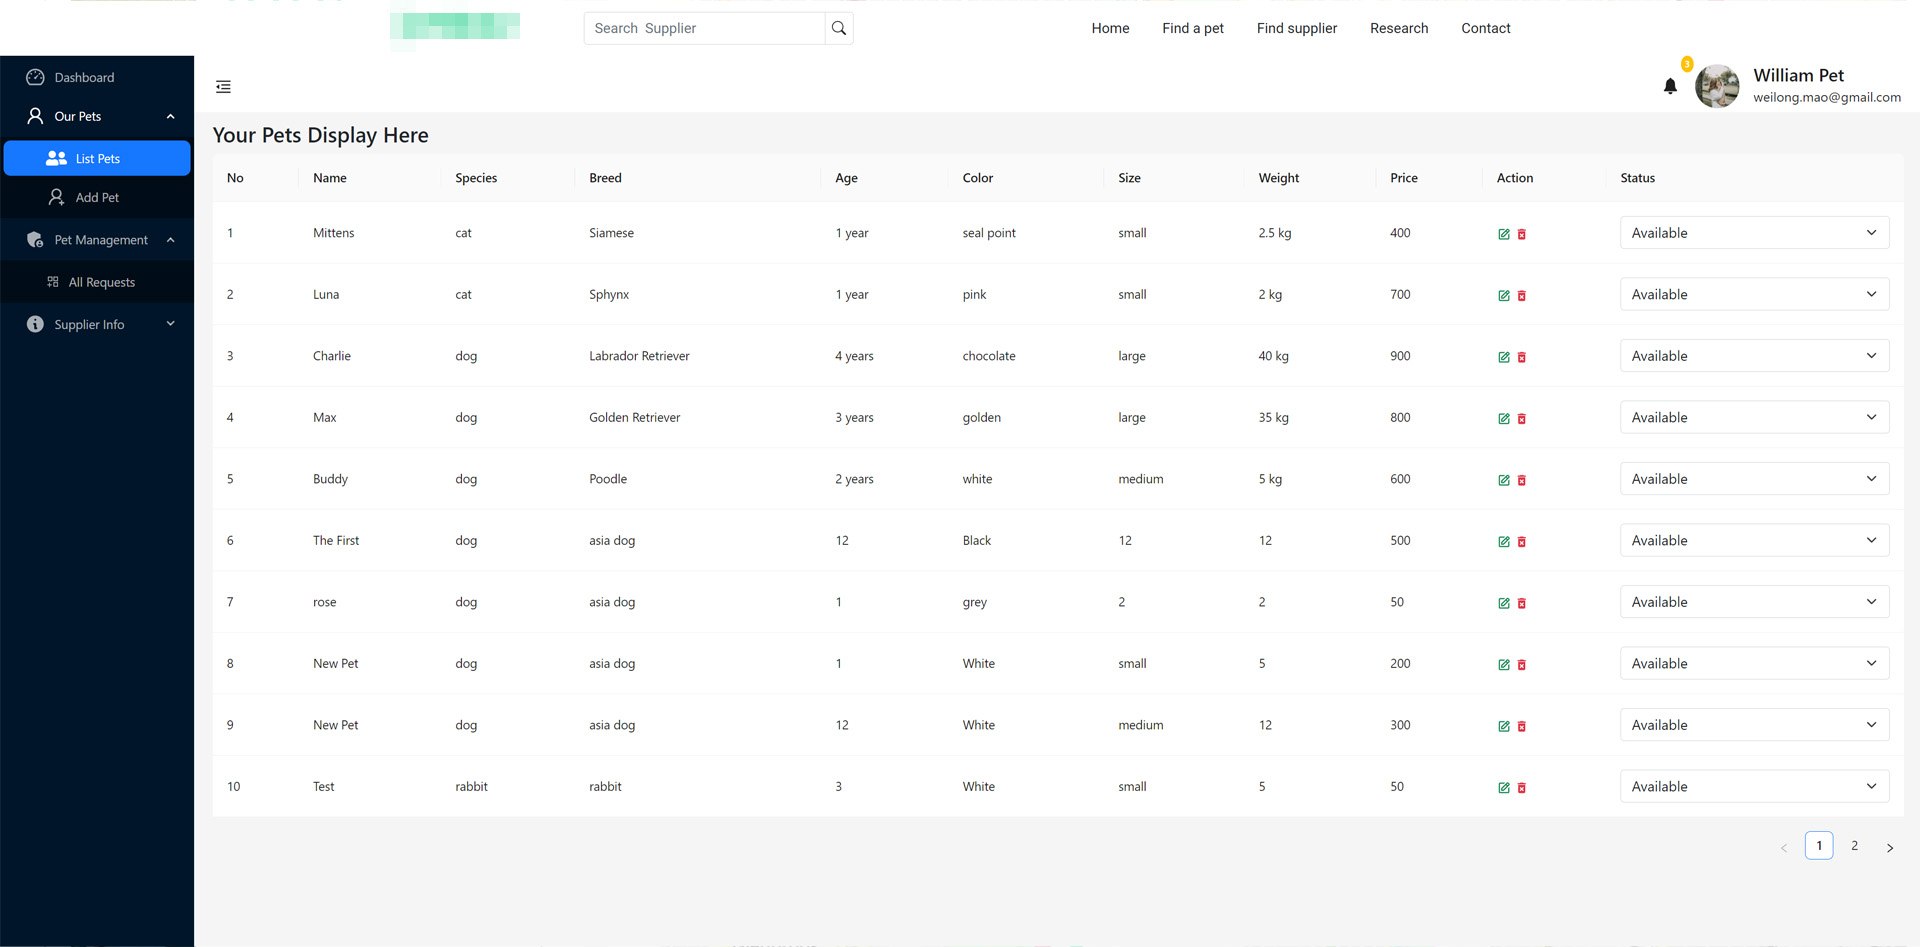 Search Supplier
Home Find a pet Find supplier Research Contact
Dashboard
Our Pets
List Pets
Add Pet
Pet Management
All Requests
Supplier Info
3
William Pet
weilong.mao@gmail.com
Your Pets Display Here
No Name Species Breed Age Color Size Weight Price Action Status
1 Mittens cat Siamese 1 year seal point small 2.5 kg 400 Available
2 Luna cat Sphynx 1 year pink small 2 kg 700 Available
3 Charlie dog Labrador Retriever 4 years chocolate large 40 kg 900 Available
4 Max dog Golden Retriever 3 years golden large 35 kg 800 Available
5 Buddy dog Poodle 2 years white medium 5 kg 600 Available
6 The First dog asia dog 12 Black 12 12 500 Available
7 rose dog asia dog 1 grey 2 2 50 Available
8 New Pet dog asia dog 1 White small 5 200 Available
9 New Pet dog asia dog 12 White medium 12 300 Available
10 Test rabbit rabbit 3 White small 5 50 Available
< 1 2 >